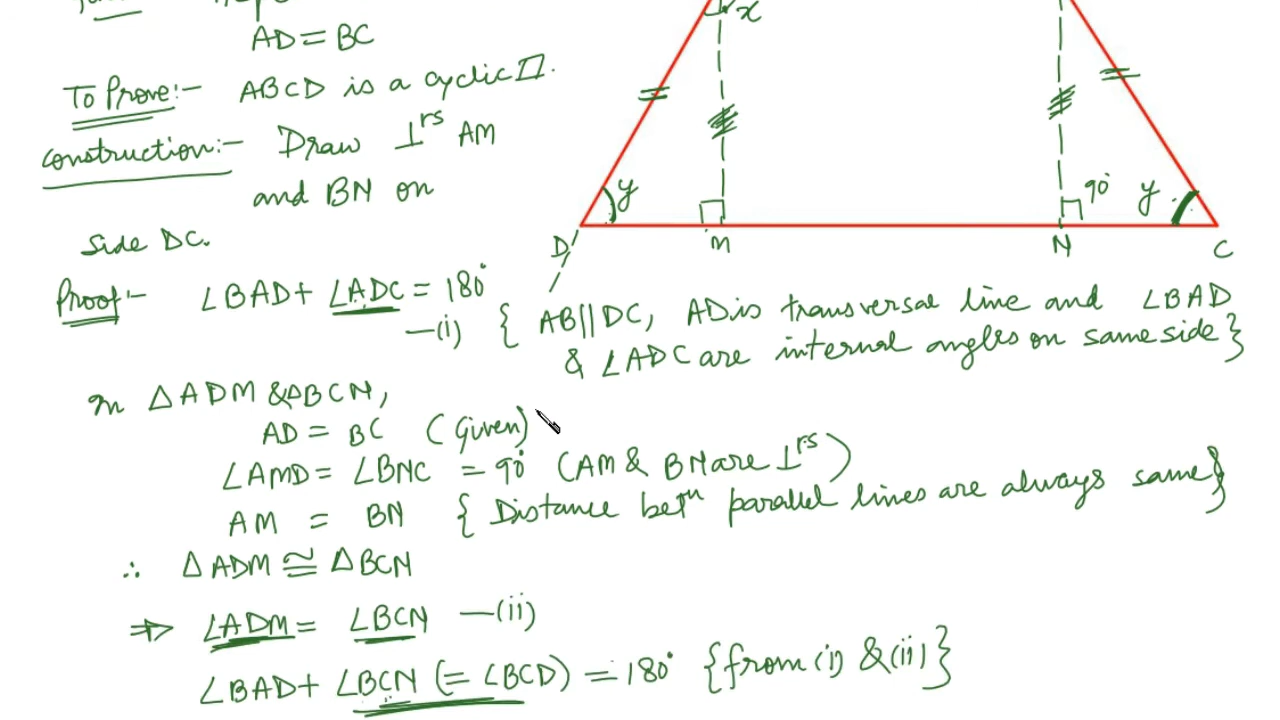 AD = BC
To Prove:- ABCD is a cyclic ▱.
Construction:- Draw ⊥rs AM
and BN on
side DC.
x
y
90°
y
D
M
N
C
Proof:- ∠BAD + ∠ADC = 180°
—(i) { AB || DC, AD is transversal line and ∠BAD
& ∠ADC are internal angles on same side }
In △ADM & △BCN,
AD = BC (Given)
∠AMD = ∠BNC = 90° (AM & BN are ⊥rs)
AM = BN { Distance betn parallel lines are always same }
∴ △ADM ≅ △BCN
⇒ ∠ADM = ∠BCN —(ii)
∠BAD + ∠BCN (= ∠BCD) = 180° {from (i) & (ii)}